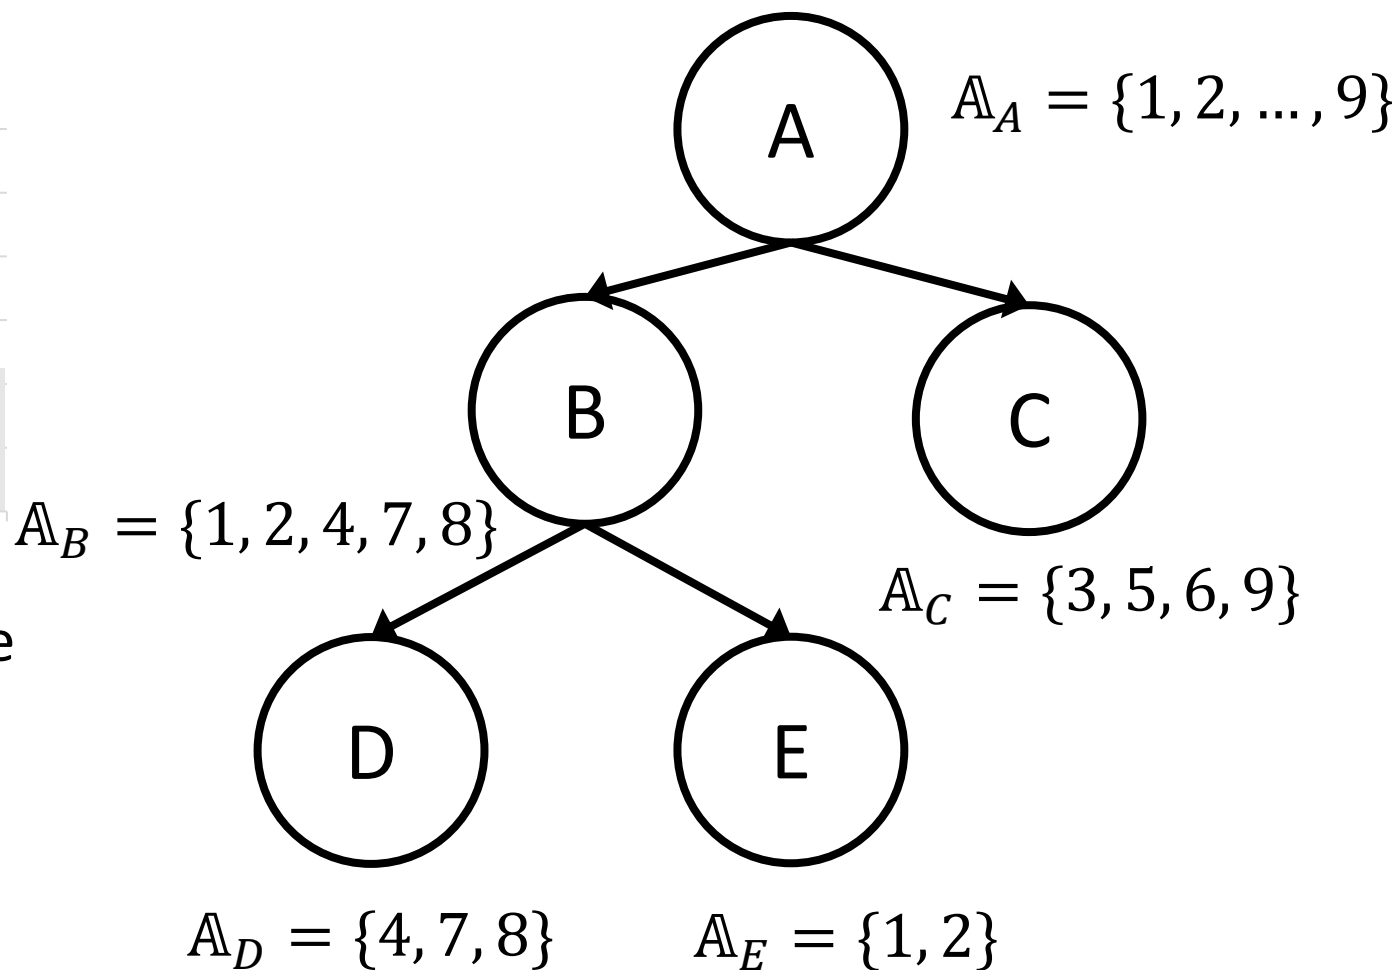 A
𝔸_A = {1, 2, … , 9}
B
C
𝔸_B = {1, 2, 4, 7, 8}
𝔸_C = {3, 5, 6, 9}
e
D
E
𝔸_D = {4, 7, 8}
𝔸_E = {1, 2}